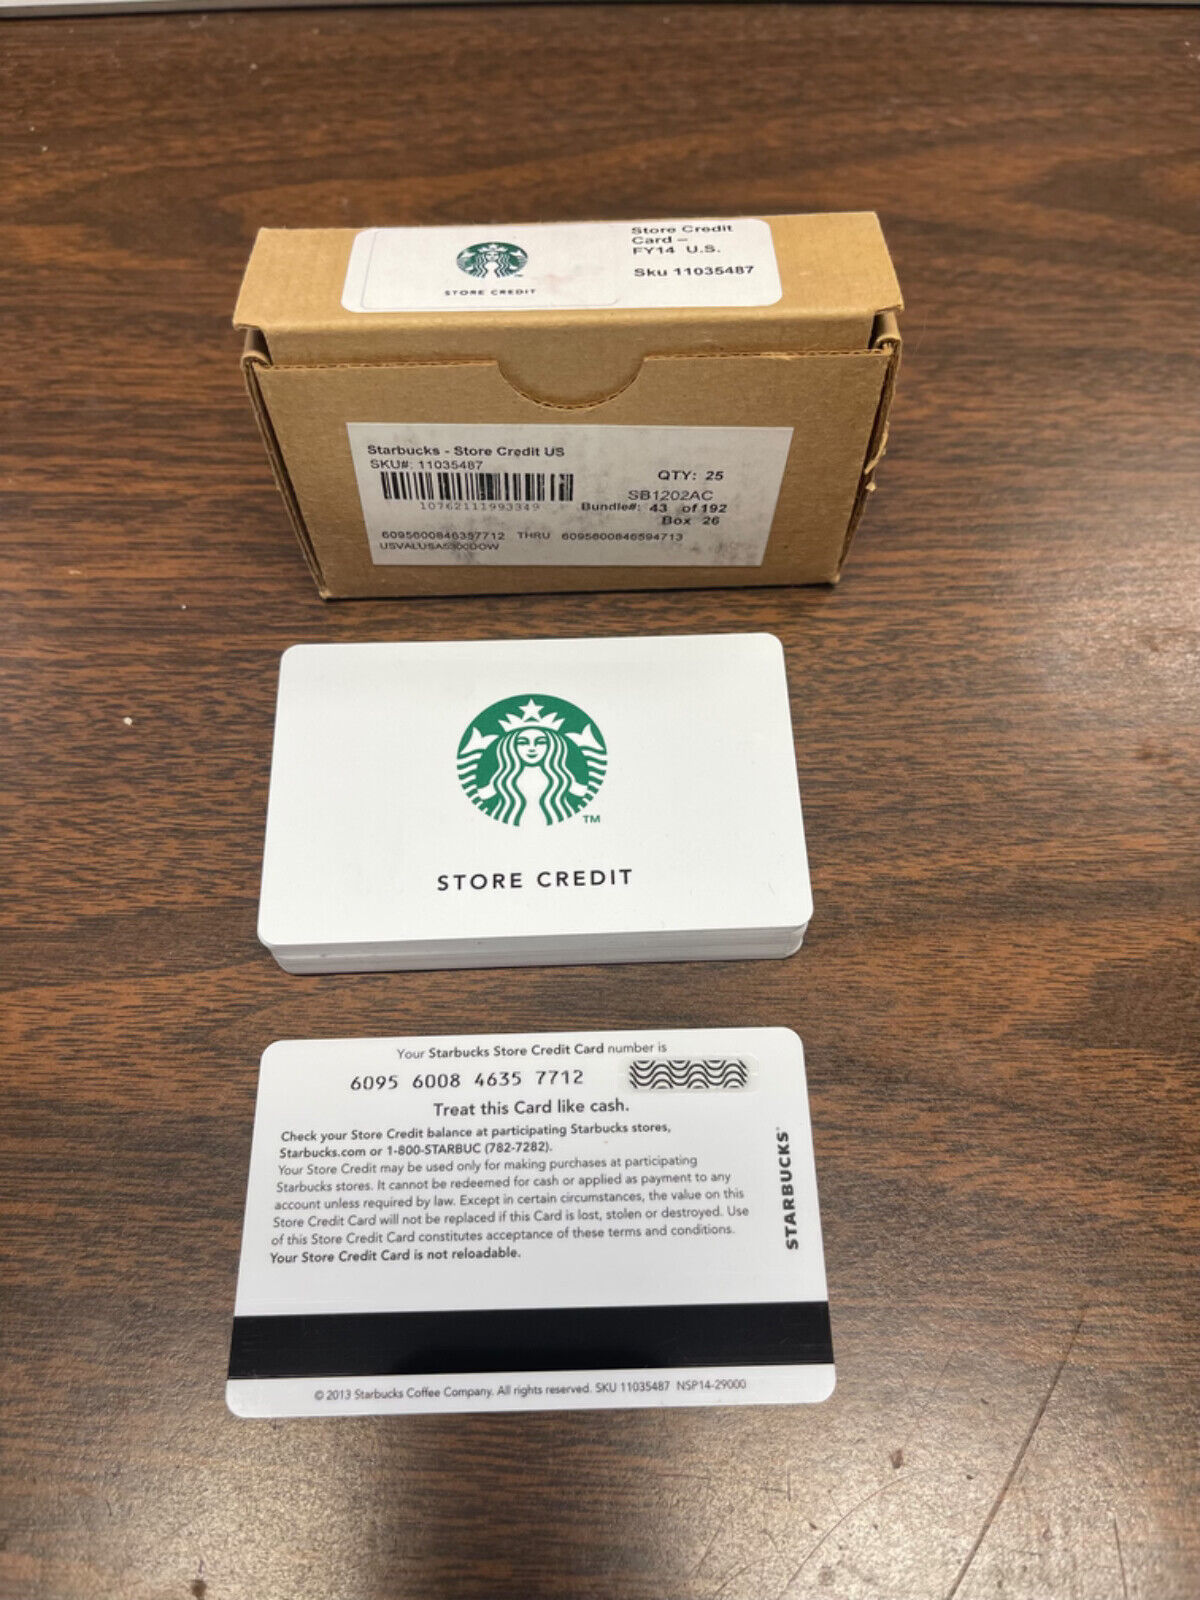 Store Credit
Card –
FY14 U.S.
Sku 11035487
STORE CREDIT
Starbucks - Store Credit US
SKU#: 11035487
QTY: 25
10762111993349
SB1202AC
Bundle#: 43 of 192
Box 26
6095600846357712 THRU 6095600846594713
STORE CREDIT
TM
Your Starbucks Store Credit Card number is
6095 6008 4635 7712
Treat this Card like cash.
Check your Store Credit balance at participating Starbucks stores,
Starbucks.com or 1-800-STARBUC (782-7282).
Your Store Credit may be used only for making purchases at participating
Starbucks stores. It cannot be redeemed for cash or applied as payment to any
account unless required by law. Except in certain circumstances, the value on this
Store Credit Card will not be replaced if this Card is lost, stolen or destroyed. Use
of this Store Credit Card constitutes acceptance of these terms and conditions.
Your Store Credit Card is not reloadable.
STARBUCKS®
© 2013 Starbucks Coffee Company. All rights reserved. SKU 11035487 NSP14-29000